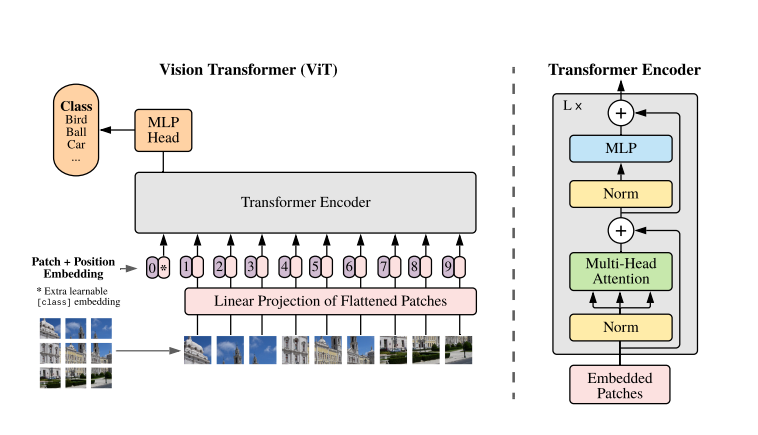 Vision Transformer (ViT)
Class
Bird
Ball
Car
...
MLP
Head
Transformer Encoder
Patch + Position
Embedding
* Extra learnable
[class] embedding
0 * 1 2 3 4 5 6 7 8 9
Linear Projection of Flattened Patches
Transformer Encoder
L x
+
MLP
Norm
+
Multi-Head
Attention
Norm
Embedded
Patches